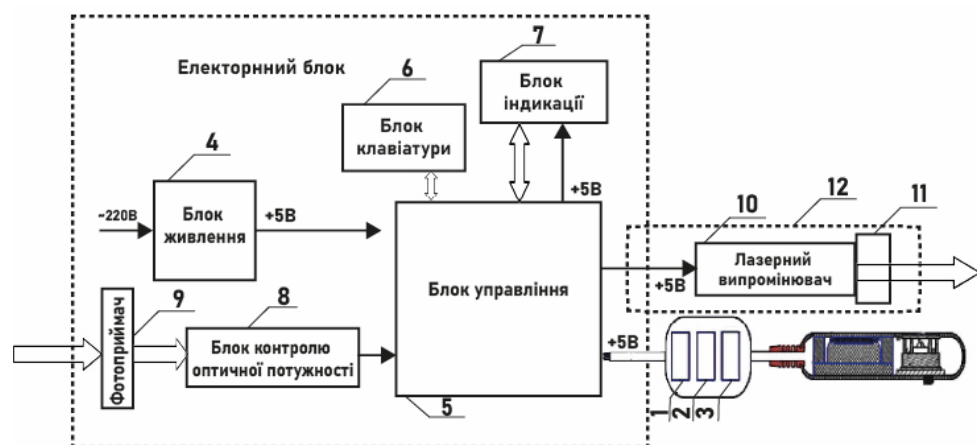 Електорнний блок
7
Блок
індикації
6
Блок
клавіатури
4
~220В
Блок
живлення
+5В
+5В
12
11
10
Лазерний
випромінювач
+5В
Блок управління
5
9
Фотоприймач
8
Блок контролю
оптичної потужності
+5В
1
2
3